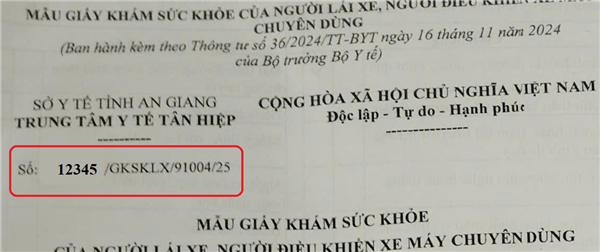 MẪU GIẤY KHÁM SỨC KHỎE CỦA NGƯỜI LÁI XE, NGƯỜI ĐIỀU KHIỂN XE MÁY
CHUYÊN DÙNG
(Ban hành kèm theo Thông tư số 36/2024/TT-BYT ngày 16 tháng 11 năm 2024
của Bộ trưởng Bộ Y tế)
SỞ Y TẾ TỈNH AN GIANG
TRUNG TÂM Y TẾ TÂN HIỆP
CỘNG HÒA XÃ HỘI CHỦ NGHĨA VIỆT NAM
Độc lập - Tự do - Hạnh phúc
Số: 12345 /GKSKLX/91004/25
MẪU GIẤY KHÁM SỨC KHỎE
CỦA NGƯỜI LÁI XE, NGƯỜI ĐIỀU KHIỂN XE MÁY CHUYÊN DÙNG